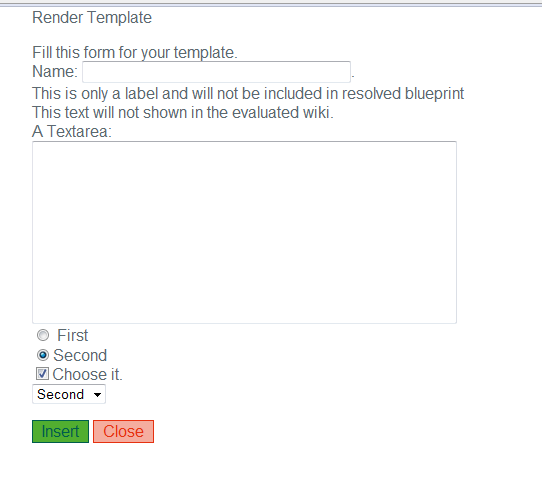 Render Template
Fill this form for your template.
Name: .
This is only a label and will not be included in resolved blueprint
This text will not shown in the evaluated wiki.
A Textarea:
First
Second
Choose it.
Second
Insert Close